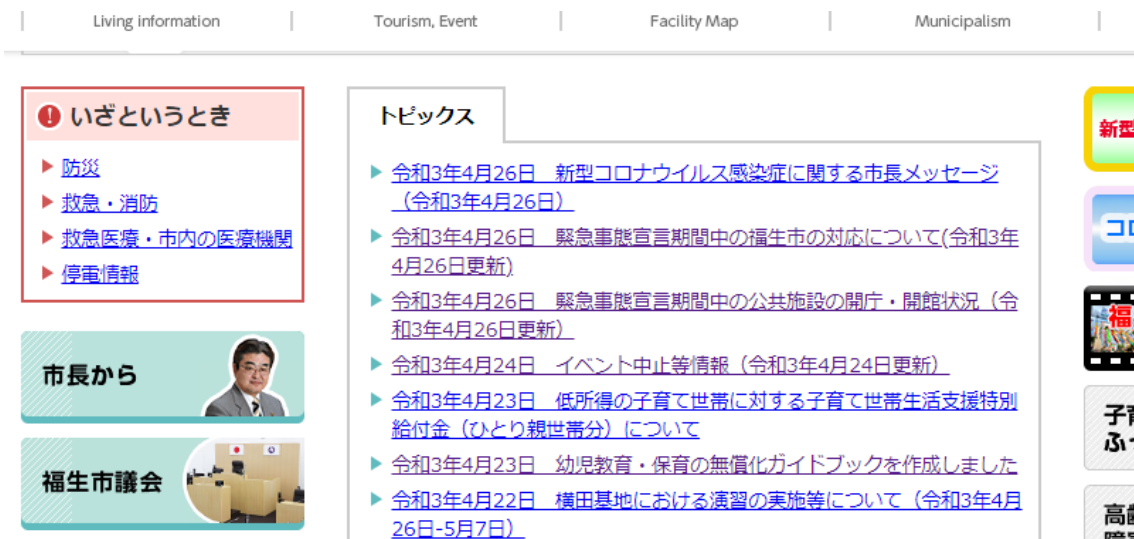 Living information
Tourism, Event
Facility Map
Municipalism
いざというとき
防災
救急・消防
救急医療・市内の医療機関
停電情報
市長から
福生市議会
トピックス
令和3年4月26日　新型コロナウイルス感染症に関する市長メッセージ
（令和3年4月26日）
令和3年4月26日　緊急事態宣言期間中の福生市の対応について(令和3年
4月26日更新)
令和3年4月26日　緊急事態宣言期間中の公共施設の開庁・開館状況（令
和3年4月26日更新）
令和3年4月24日　イベント中止等情報（令和3年4月24日更新）
令和3年4月23日　低所得の子育て世帯に対する子育て世帯生活支援特別
給付金（ひとり親世帯分）について
令和3年4月23日　幼児教育・保育の無償化ガイドブックを作成しました
令和3年4月22日　横田基地における演習の実施等について（令和3年4月
26日-5月7日）
新型
コロ
福
子育
ふっ
高齢